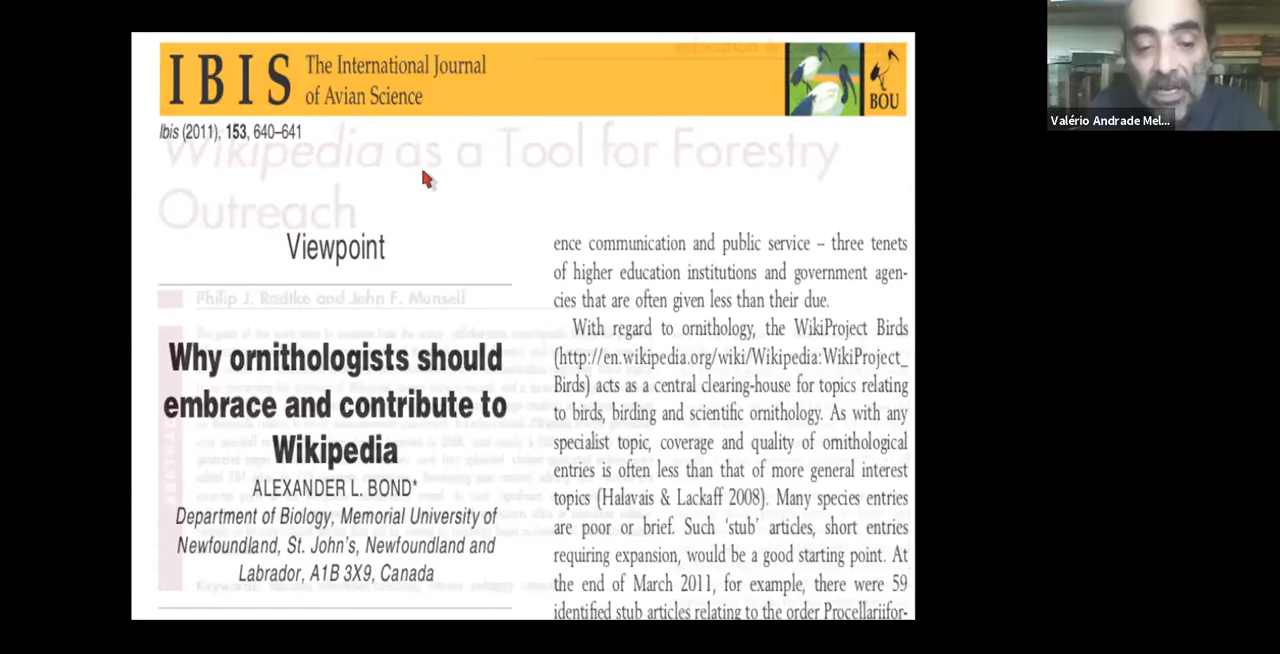 IBIS
The International Journal
of Avian Science
BOU
Ibis (2011), 153, 640–641
Wikipedia as a Tool for Forestry
Outreach
Viewpoint
Philip J. Radtke and John F. Munsell
Why ornithologists should
embrace and contribute to
Wikipedia
ALEXANDER L. BOND*
Department of Biology, Memorial University of
Newfoundland, St. John's, Newfoundland and
Labrador, A1B 3X9, Canada
ence communication and public service – three tenets
of higher education institutions and government agen-
cies that are often given less than their due.
With regard to ornithology, the WikiProject Birds
(http://en.wikipedia.org/wiki/Wikipedia:WikiProject_
Birds) acts as a central clearing-house for topics relating
to birds, birding and scientific ornithology. As with any
specialist topic, coverage and quality of ornithological
entries is often less than that of more general interest
topics (Halavais & Lackaff 2008). Many species entries
are poor or brief. Such 'stub' articles, short entries
requiring expansion, would be a good starting point. At
the end of March 2011, for example, there were 59
identified stub articles relating to the order Procellariifor-
Valério Andrade Mel...